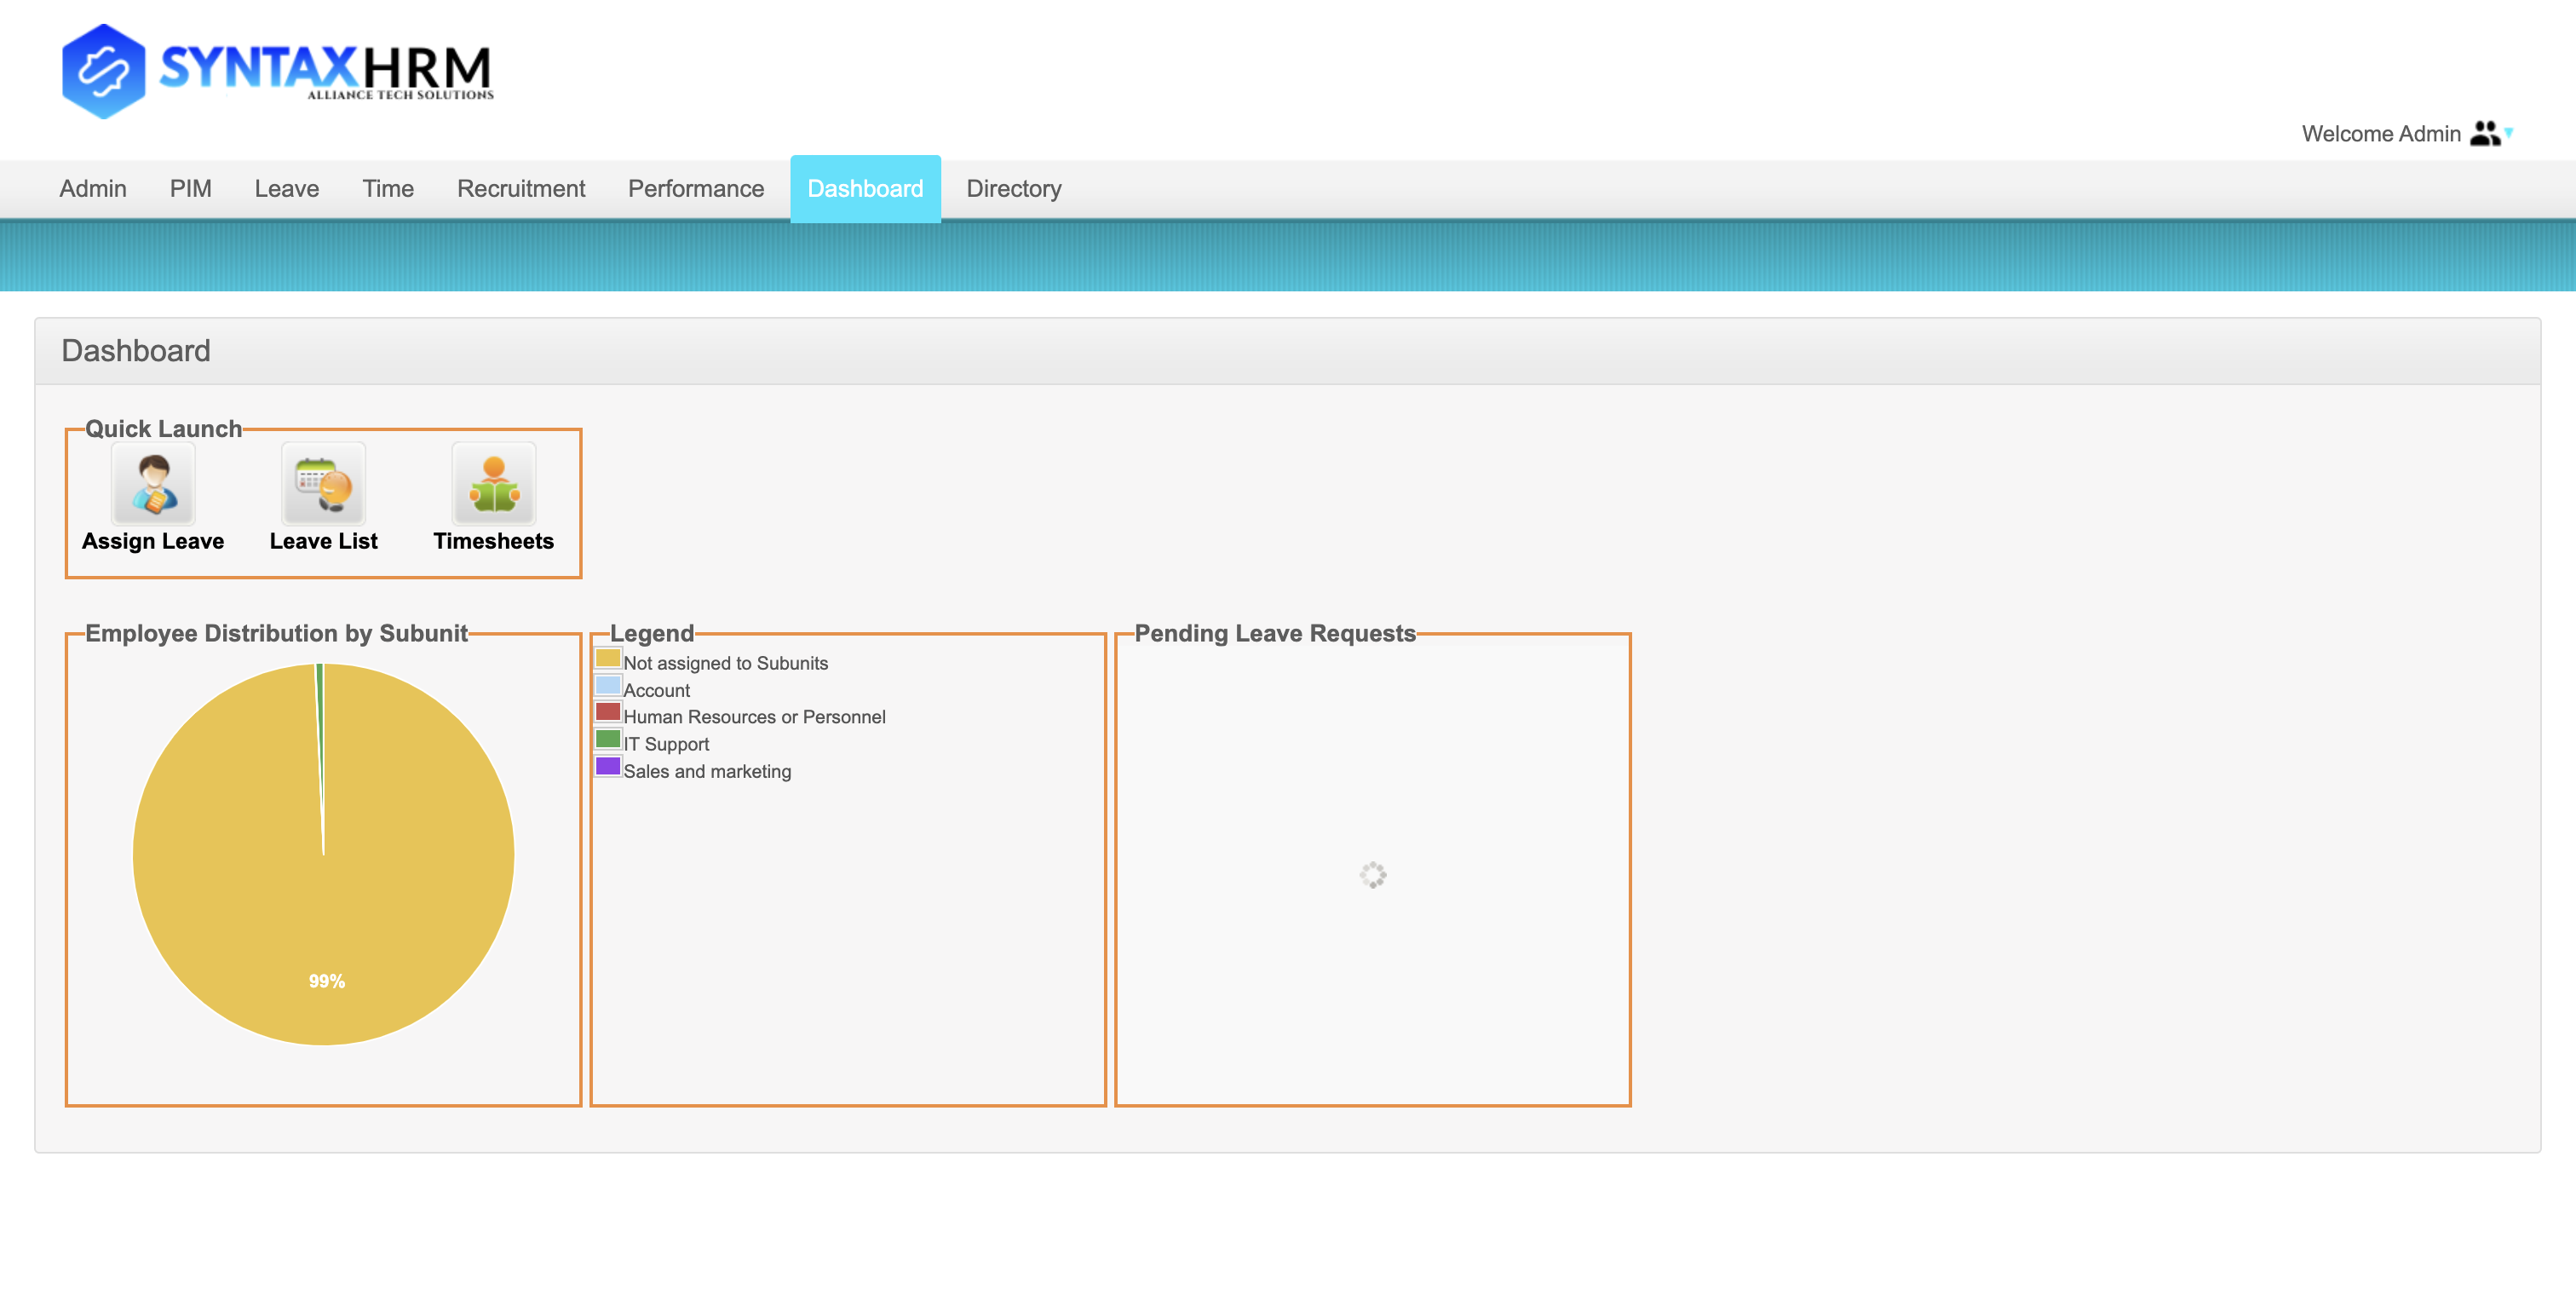 SYNTAXHRM
ALLIANCE TECH SOLUTIONS
Welcome Admin
Admin PIM Leave Time Recruitment Performance Dashboard Directory
Dashboard
Quick Launch
Assign Leave Leave List Timesheets
Employee Distribution by Subunit
99%
Legend
Not assigned to Subunits
Account
Human Resources or Personnel
IT Support
Sales and marketing
Pending Leave Requests